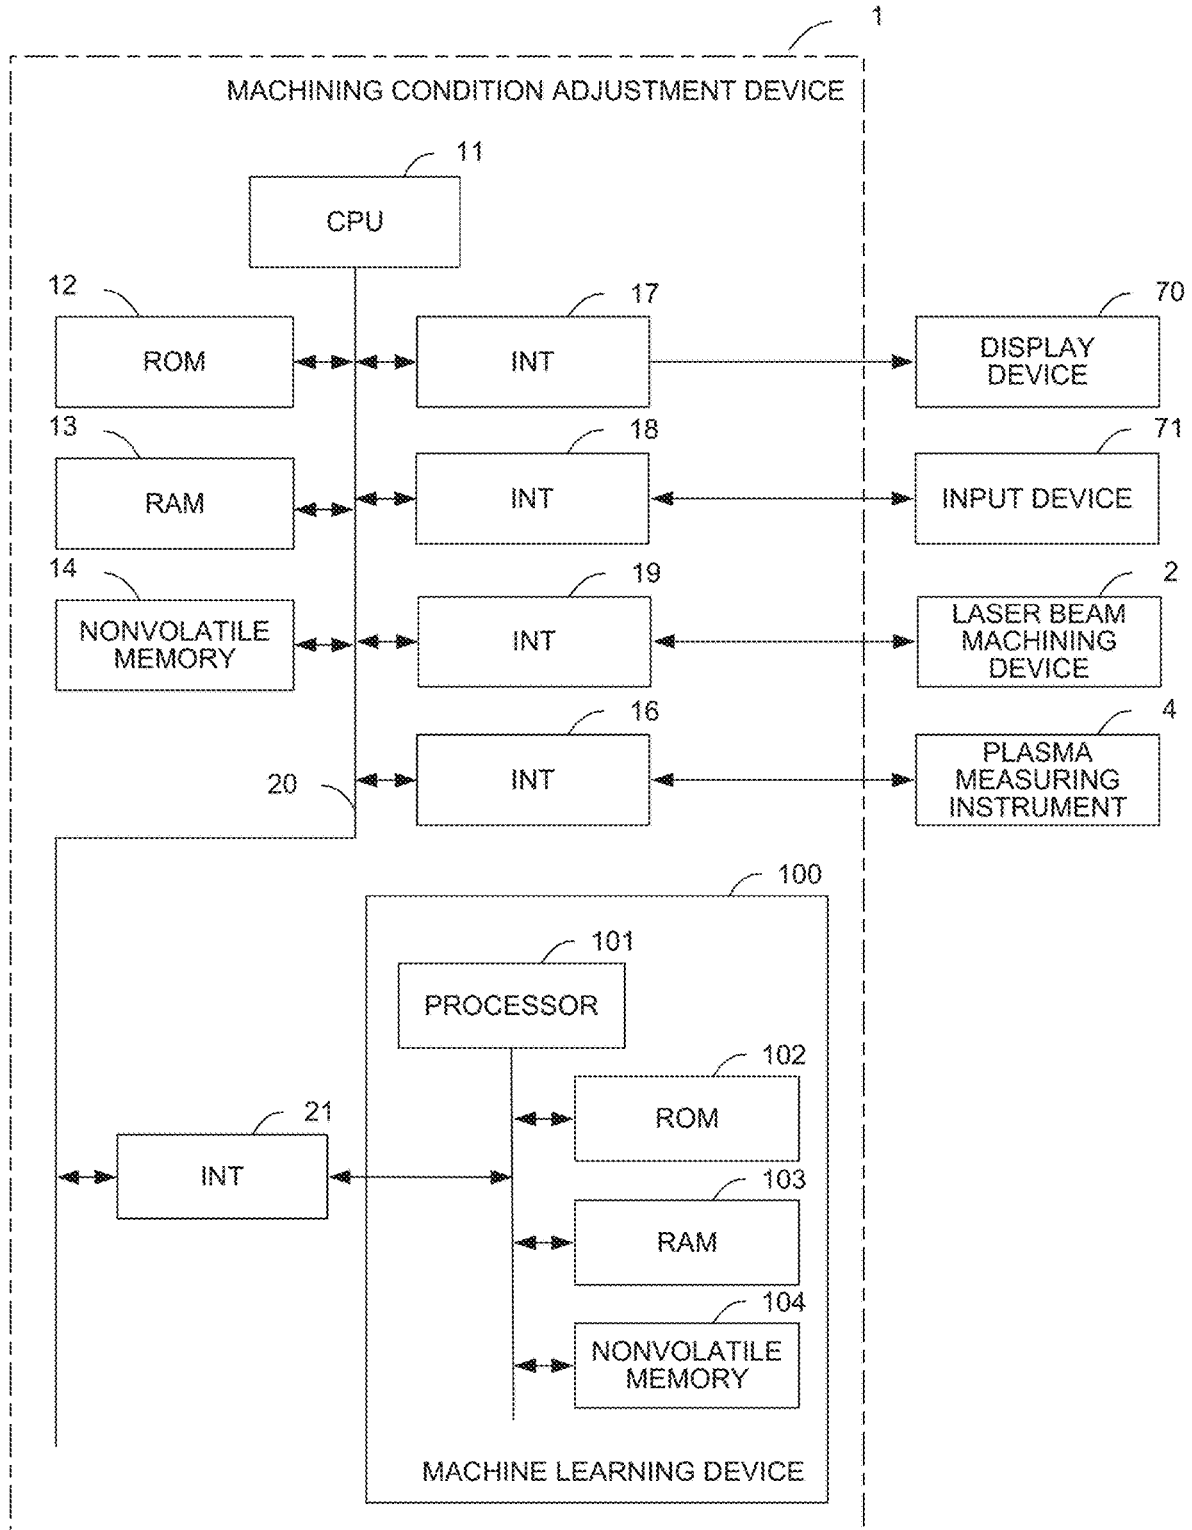 1
MACHINING CONDITION ADJUSTMENT DEVICE
11
CPU
12
17
70
ROM
INT
DISPLAY
DEVICE
13
18
71
RAM
INT
INPUT DEVICE
14
19
2
NONVOLATILE
MEMORY
INT
LASER BEAM
MACHINING
DEVICE
16
4
20
INT
PLASMA
MEASURING
INSTRUMENT
100
101
PROCESSOR
102
ROM
21
INT
103
RAM
104
NONVOLATILE
MEMORY
MACHINE LEARNING DEVICE